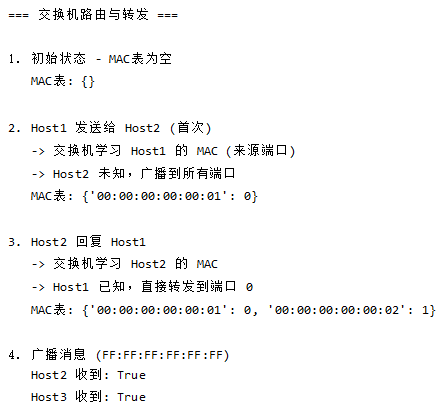 === 交换机路由与转发 ===
1. 初始状态 - MAC表为空
MAC表: {}
2. Host1 发送给 Host2 (首次)
-> 交换机学习 Host1 的 MAC (来源端口)
-> Host2 未知，广播到所有端口
MAC表: {'00:00:00:00:00:01': 0}
3. Host2 回复 Host1
-> 交换机学习 Host2 的 MAC
-> Host1 已知，直接转发到端口 0
MAC表: {'00:00:00:00:00:01': 0, '00:00:00:00:00:02': 1}
4. 广播消息 (FF:FF:FF:FF:FF:FF)
Host2 收到: True
Host3 收到: True